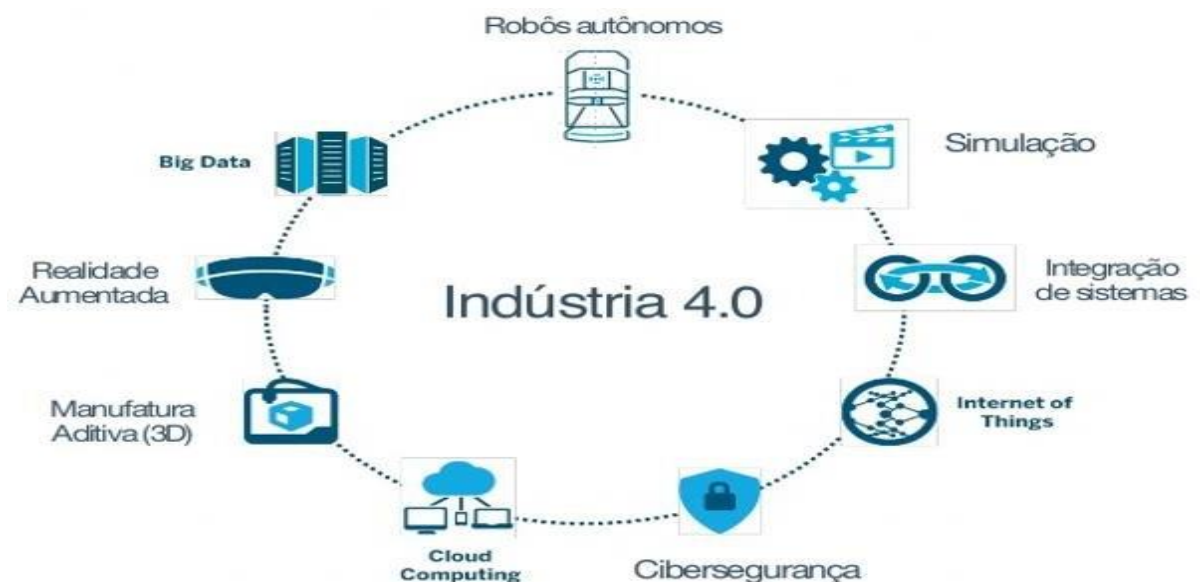 Robôs autônomos
Simulação
Big Data
Realidade
Aumentada
Indústria 4.0
Integração
de sistemas
Manufatura
Aditiva (3D)
Internet of
Things
Cloud
Computing
Cibersegurança